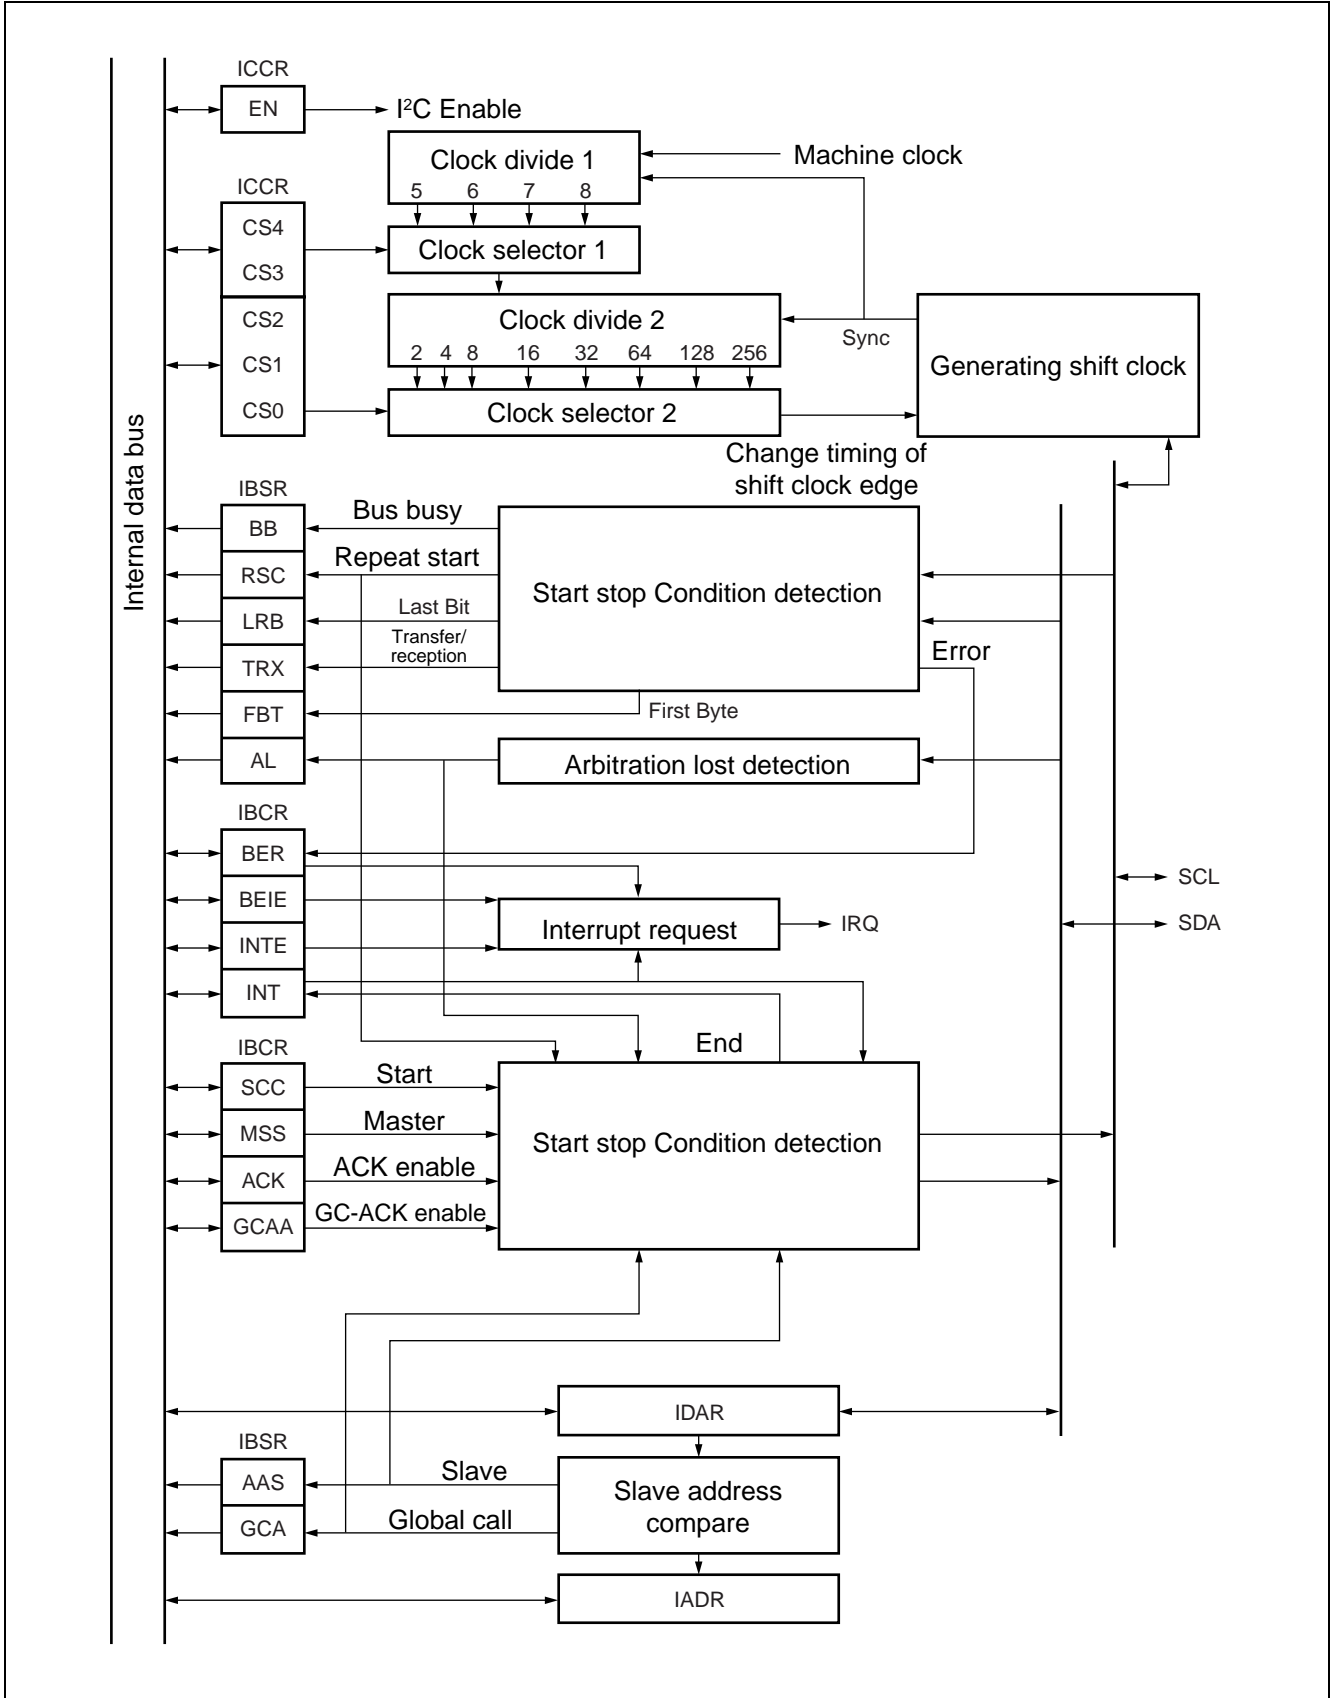 ICCR
EN
I²C Enable
Clock divide 1
5 6 7 8
Machine clock
ICCR
CS4
CS3
CS2
CS1
CS0
Clock selector 1
Clock divide 2
2 4 8 16 32 64 128 256
Clock selector 2
Sync
Generating shift clock
Change timing of
shift clock edge
Internal data bus
IBSR
BB
RSC
LRB
TRX
FBT
AL
Bus busy
Repeat start
Last Bit
Transfer/
reception
First Byte
Start stop Condition detection
Error
Arbitration lost detection
IBCR
BER
BEIE
INTE
INT
Interrupt request
IRQ
SCL
SDA
End
IBCR
SCC
MSS
ACK
GCAA
Start
Master
ACK enable
GC-ACK enable
Start stop Condition detection
IDAR
IBSR
AAS
GCA
Slave
Global call
Slave address
compare
IADR